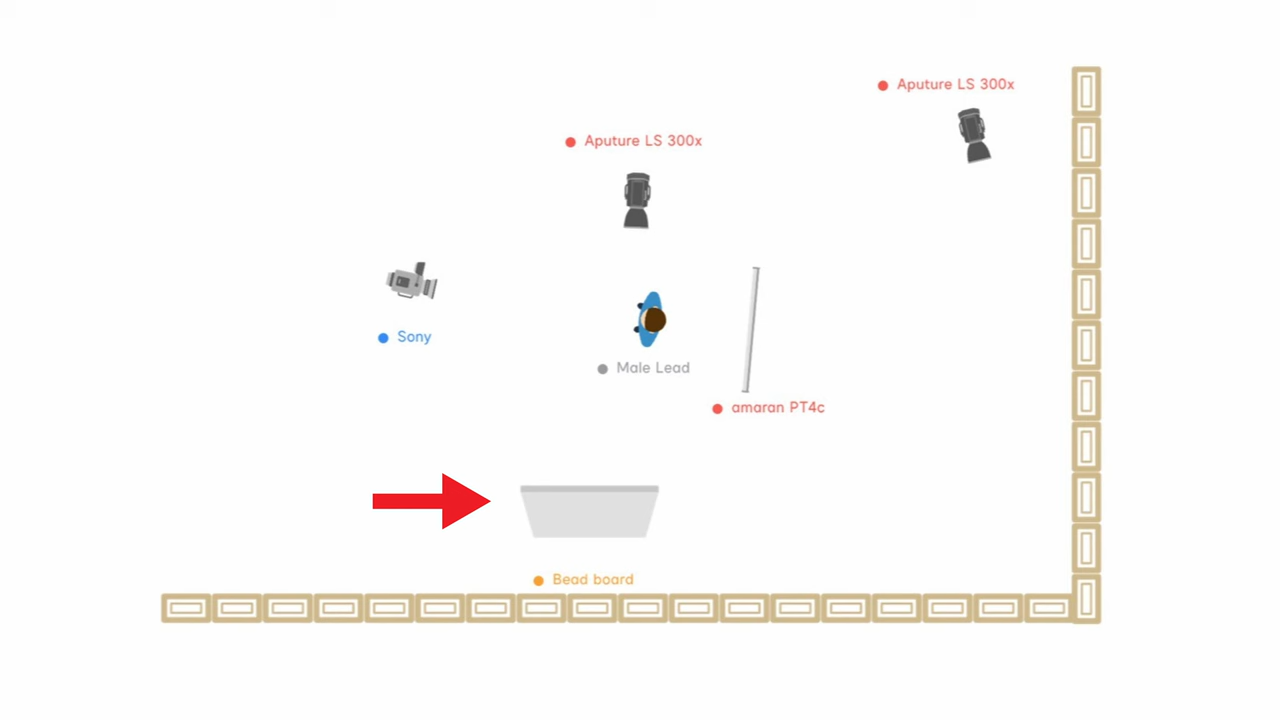 Aputure LS 300x
Aputure LS 300x
Sony
Male Lead
amaran PT4c
Bead board